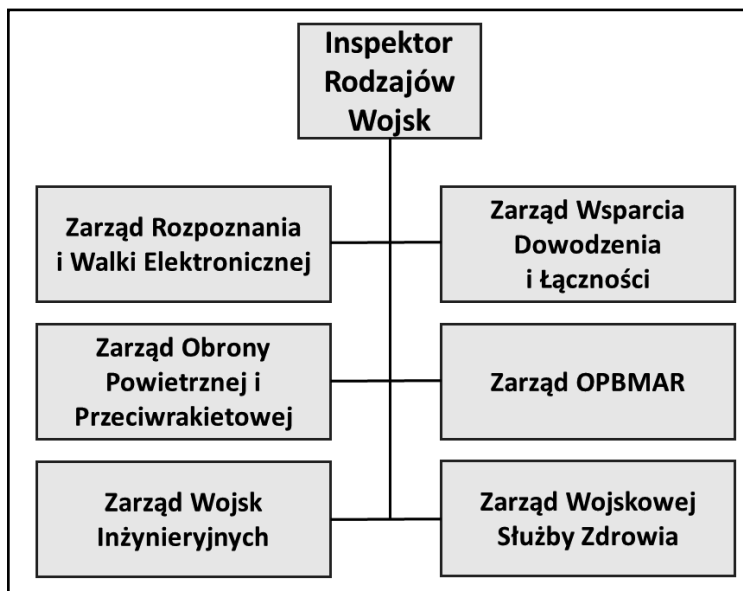 Inspektor
Rodzajów
Wojsk
Zarząd Rozpoznania
i Walki Elektronicznej
Zarząd Wsparcia
Dowodzenia
i Łączności
Zarząd Obrony
Powietrznej i
Przeciwrakietowej
Zarząd OPBMAR
Zarząd Wojsk
Inżynieryjnych
Zarząd Wojskowej
Służby Zdrowia